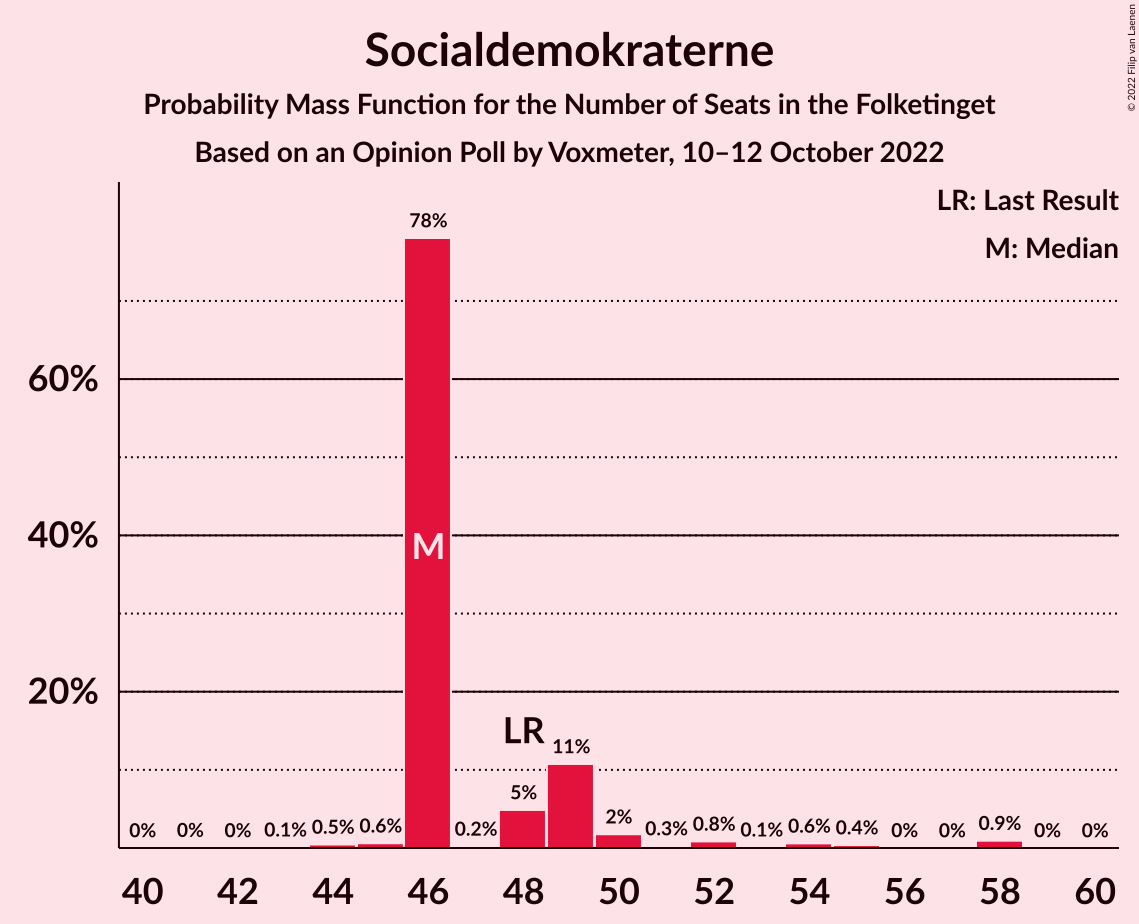 Socialdemokraterne
Probability Mass Function for the Number of Seats in the Folketinget
Based on an Opinion Poll by Voxmeter, 10–12 October 2022
© 2022 Filip van Laenen
LR: Last Result
M: Median
60%
40%
20%
0%
0%
0%
0.1%
0.5%
0.6%
78%
M
0.2%
LR
5%
11%
2%
0.3%
0.8%
0.1%
0.6%
0.4%
0%
0%
0.9%
0%
0%
40 42 44 46 48 50 52 54 56 58 60